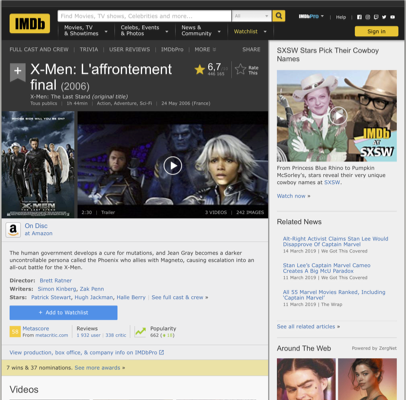 IMDb
Find Movies, TV shows, Celebrities and more...
All
IMDbPro
Help
Movies, TV
& Showtimes
Celebs, Events
& Photos
News &
Community
Watchlist
Sign in
FULL CAST AND CREW
TRIVIA
USER REVIEWS
IMDbPro
MORE
SHARE
X-Men: L'affrontement
final (2006)
X-Men: The Last Stand (original title)
Tous publics | 1h 44min | Action, Adventure, Sci-Fi | 24 May 2006 (France)
6,7
Rate
This
2:30 | Trailer
3 VIDEOS | 242 IMAGES
On Disc
at Amazon
The human government develops a cure for mutations, and Jean Gray becomes a darker
uncontrollable persona called the Phoenix who allies with Magneto, causing escalation into an
all-out battle for the X-Men.
Director: Brett Ratner
Writers: Simon Kinberg, Zak Penn
Stars: Patrick Stewart, Hugh Jackman, Halle Berry | See full cast & crew »
+ Add to Watchlist
Metascore
From metacritic.com
Reviews
1 932 user | 338 critic
Popularity
662
View production, box office, & company info on IMDbPro
7 wins & 37 nominations. See more awards »
Videos
SXSW Stars Pick Their Cowboy
Names
IMDb
AT
SXSW
From Princess Blue Rhino to Pumpkin
McSorley's, stars reveal their very unique
cowboy names at SXSW.
Watch now »
Related News
Alt-Right Activist Claims Stan Lee Would
Disapprove Of Captain Marvel
14 March 2019 | We Got This Covered
Stan Lee's Captain Marvel Cameo
Creates A Big MCU Paradox
11 March 2019 | We Got This Covered
All 55 Marvel Movies Ranked, Including
'Captain Marvel'
11 March 2019 | The Wrap
See all related articles »
Around The Web
Powered by ZergNet